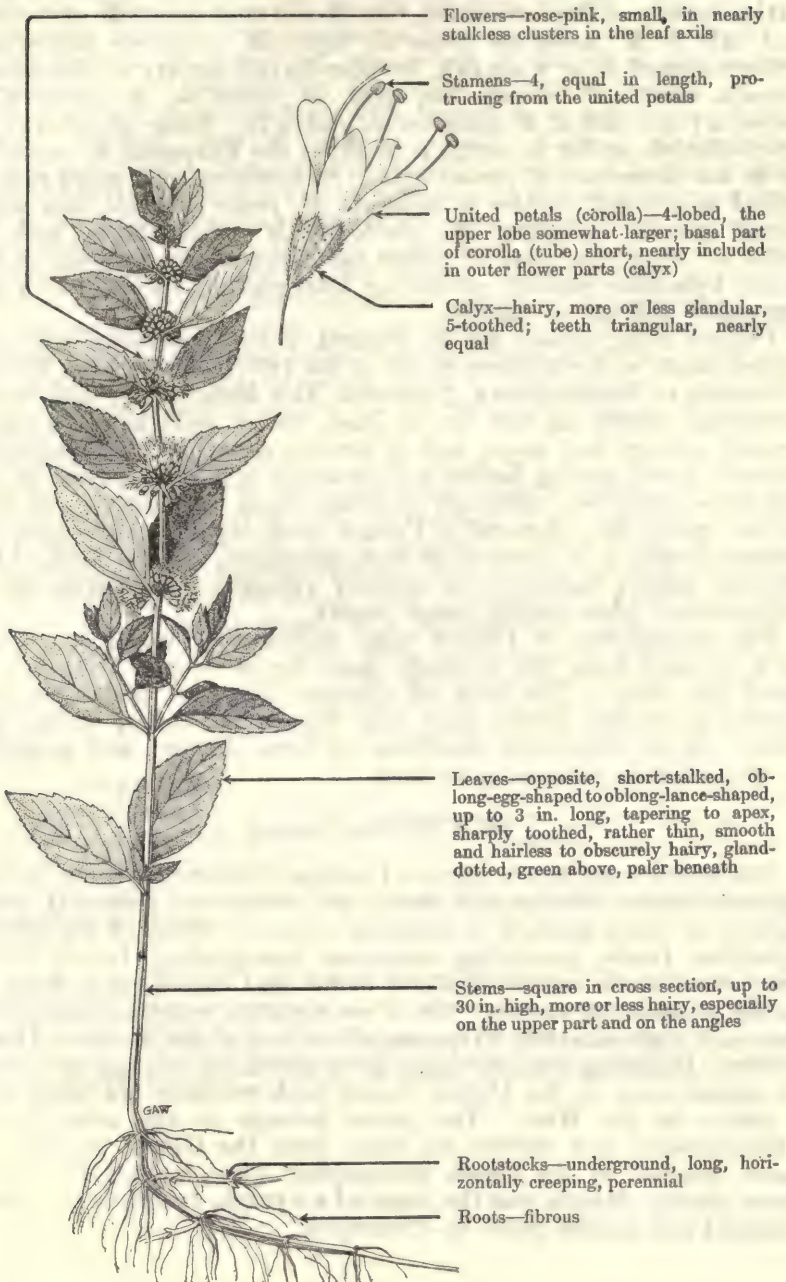 Flowers—rose-pink, small, in nearly
stalkless clusters in the leaf axils
Stamens—4, equal in length, pro-
truding from the united petals
United petals (corolla)—4-lobed, the
upper lobe somewhat larger; basal part
of corolla (tube) short, nearly included
in outer flower parts (calyx)
Calyx—hairy, more or less glandular,
5-toothed; teeth triangular, nearly
equal
Leaves—opposite, short-stalked, ob-
long-egg-shaped to oblong-lance-shaped,
up to 3 in. long, tapering to apex,
sharply toothed, rather thin, smooth
and hairless to obscurely hairy, gland-
dotted, green above, paler beneath
Stems—square in cross section, up to
30 in. high, more or less hairy, especially
on the upper part and on the angles
GAW
Rootstocks—underground, long, hori-
zontally creeping, perennial
Roots—fibrous